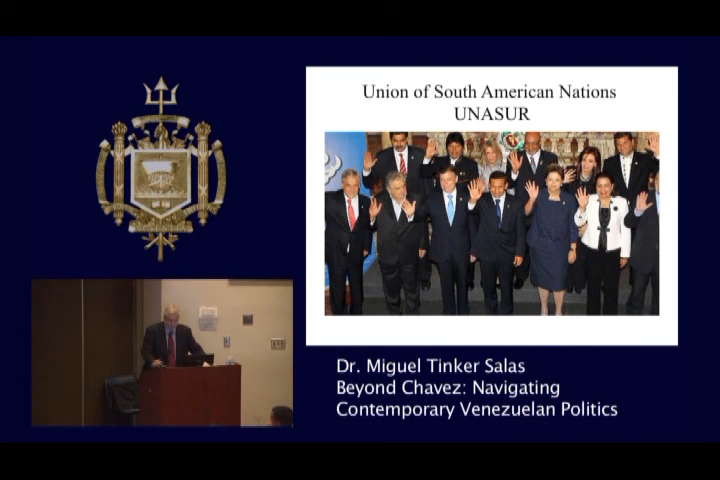 Union of South American Nations
UNASUR
Dr. Miguel Tinker Salas
Beyond Chavez: Navigating
Contemporary Venezuelan Politics